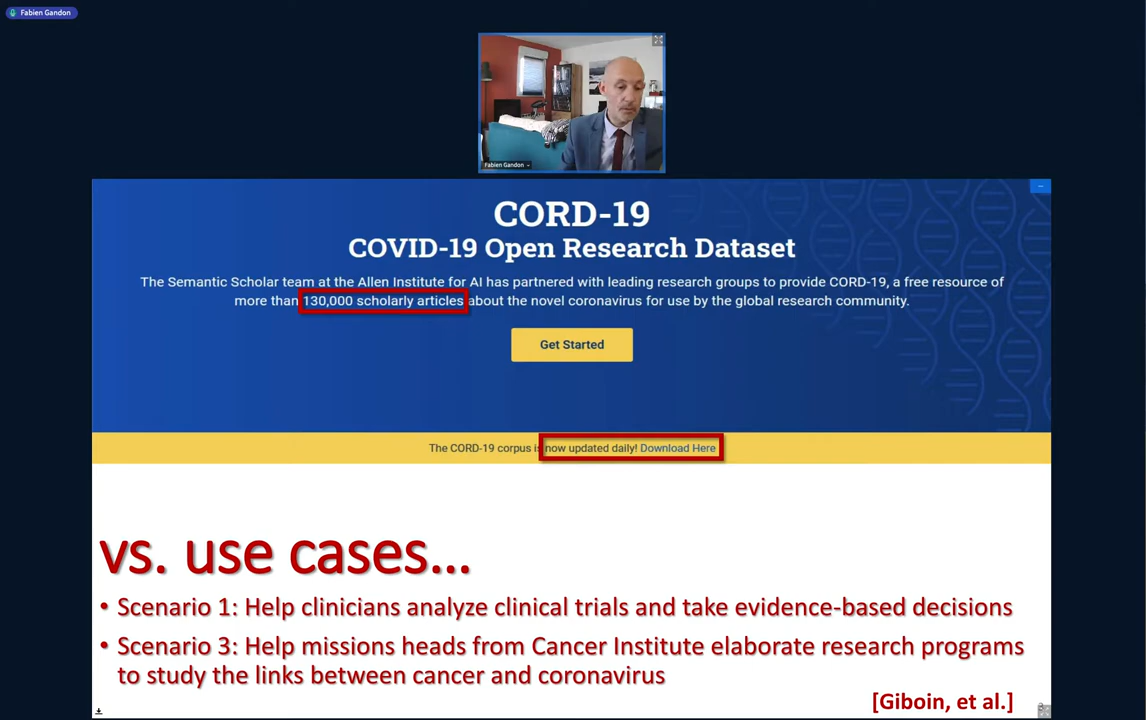 Fabien Gandon
Fabien Gandon
CORD-19
COVID-19 Open Research Dataset
The Semantic Scholar team at the Allen Institute for AI has partnered with leading research groups to provide CORD-19, a free resource of
more than 130,000 scholarly articles about the novel coronavirus for use by the global research community.
Get Started
The CORD-19 corpus is now updated daily! Download Here
vs. use cases...
• Scenario 1: Help clinicians analyze clinical trials and take evidence-based decisions
• Scenario 3: Help missions heads from Cancer Institute elaborate research programs
to study the links between cancer and coronavirus
[Giboin, et al.]